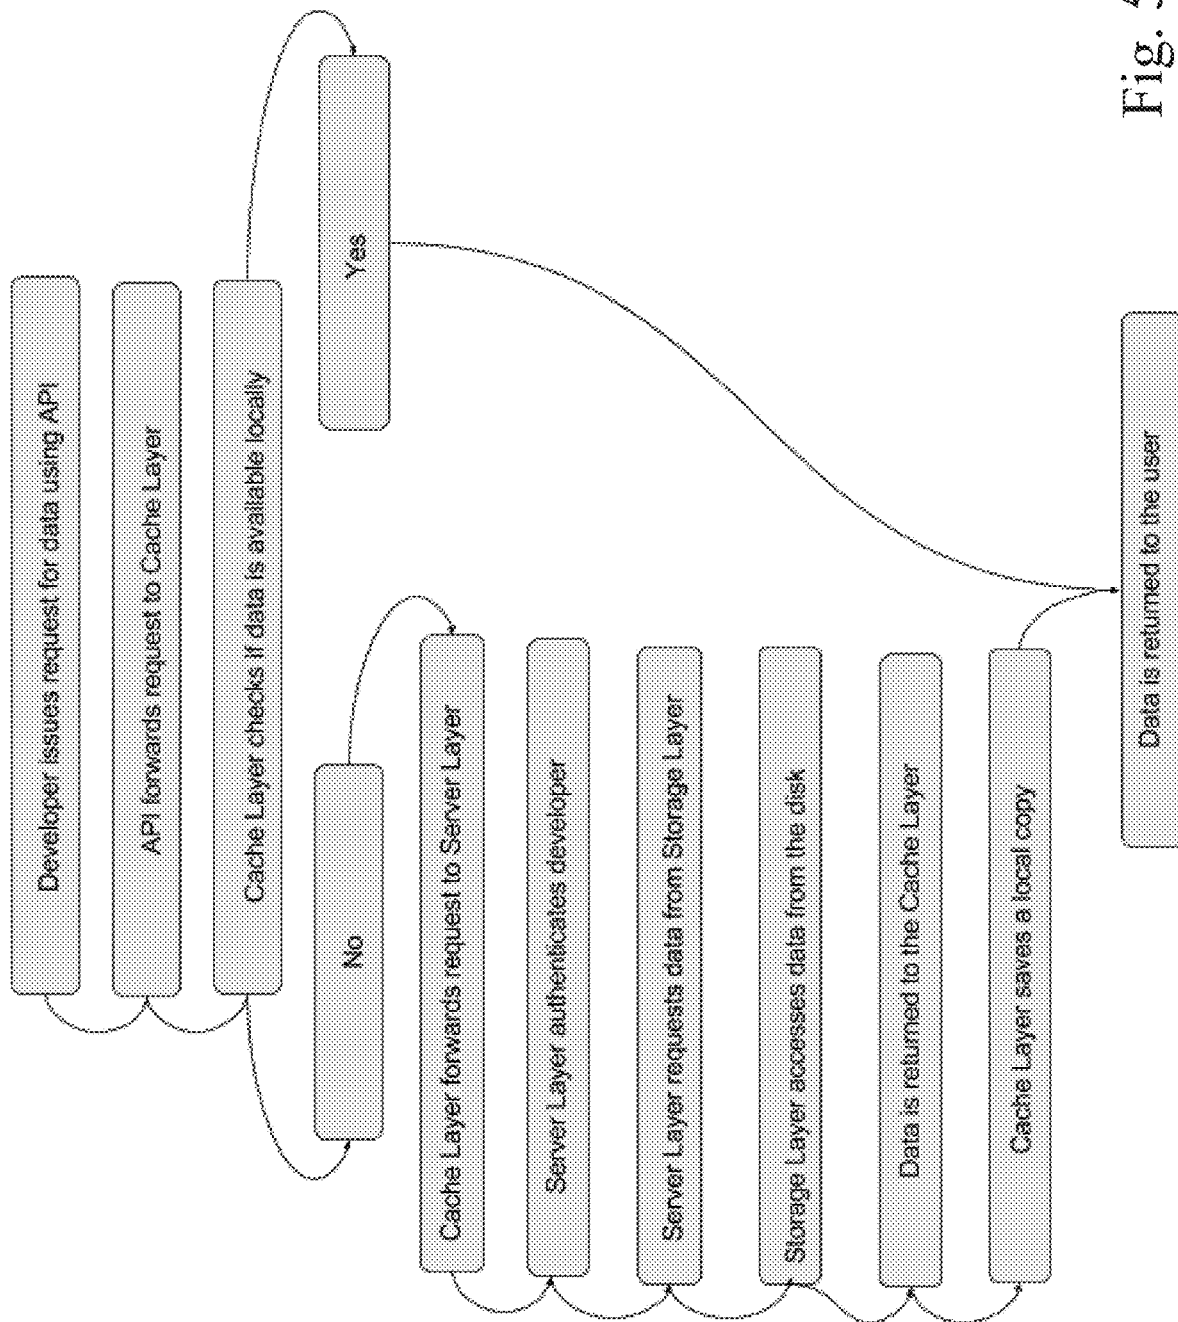 Developer issues request for data using API
API forwards request to Cache Layer
Cache Layer checks if data is available locally
No
Yes
Cache Layer forwards request to Server Layer
Server Layer authenticates developer
Server Layer requests data from Storage Layer
Storage Layer accesses data from the disk
Data is returned to the Cache Layer
Cache Layer saves a local copy
Data is returned to the user
Fig.